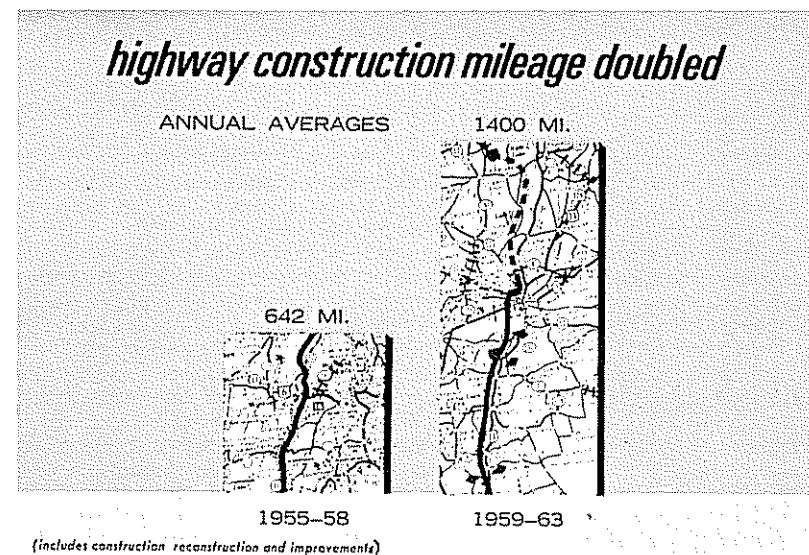 highway construction mileage doubled
ANNUAL AVERAGES
1400 MI.
642 MI.
1955–58
1959–63
(includes construction reconstruction and improvements)